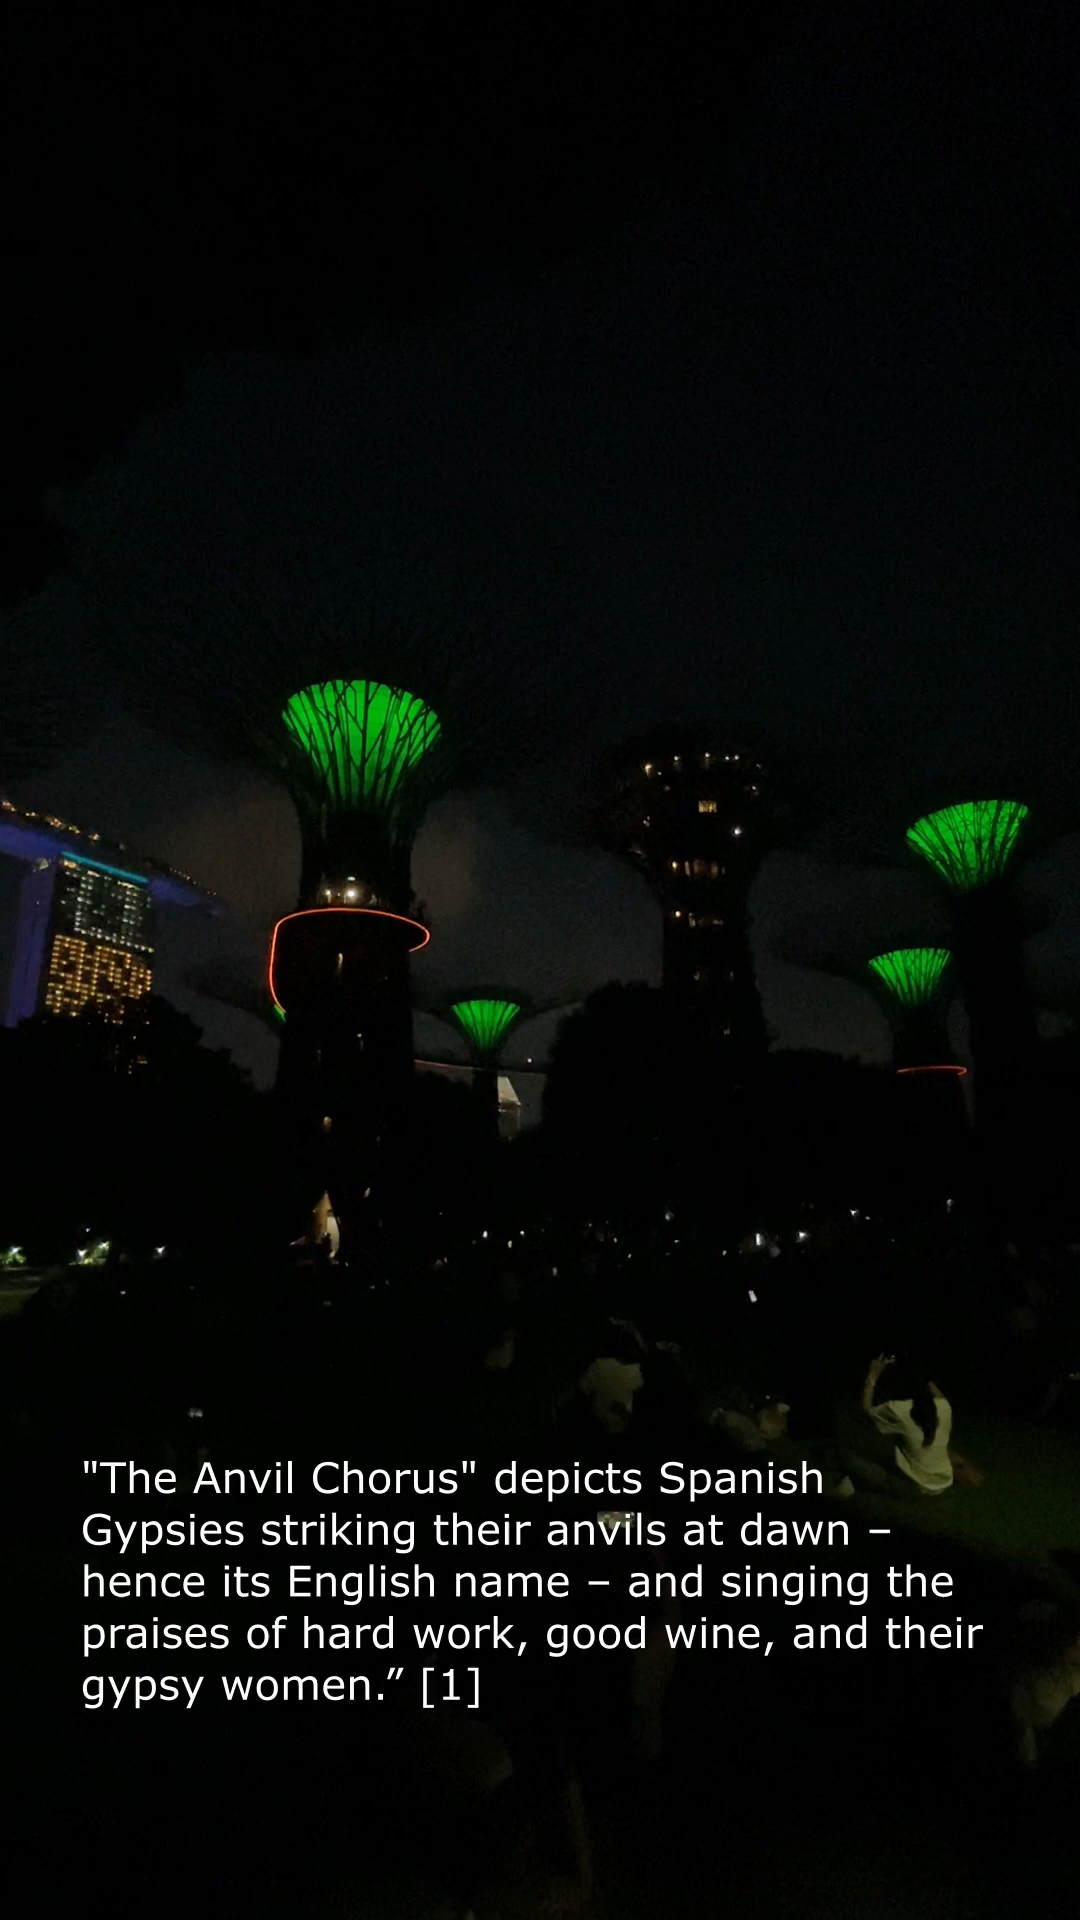 "The Anvil Chorus" depicts Spanish
Gypsies striking their anvils at dawn –
hence its English name – and singing the
praises of hard work, good wine, and their
gypsy women.” [1]